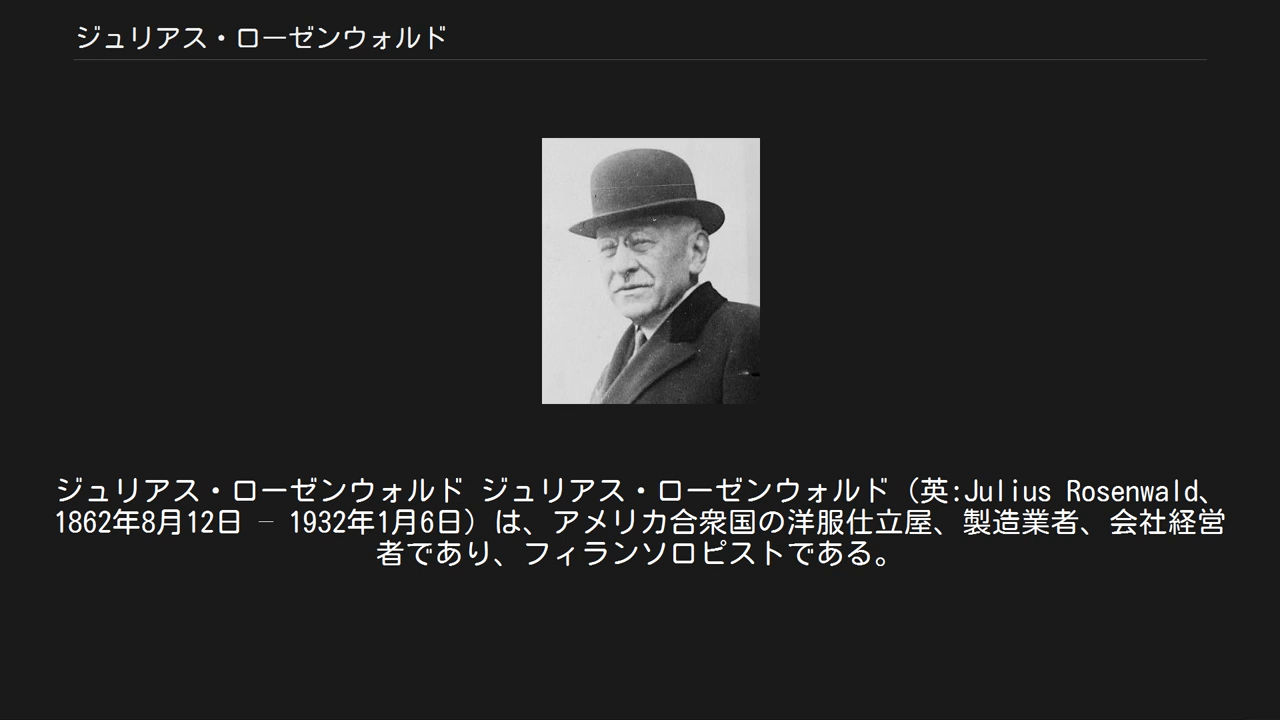 ジュリアス・ローゼンウォルド
ジュリアス・ローゼンウォルド ジュリアス・ローゼンウォルド（英:Julius Rosenwald、
1862年8月12日 – 1932年1月6日）は、アメリカ合衆国の洋服仕立屋、製造業者、会社経営
者であり、フィランソロピストである。